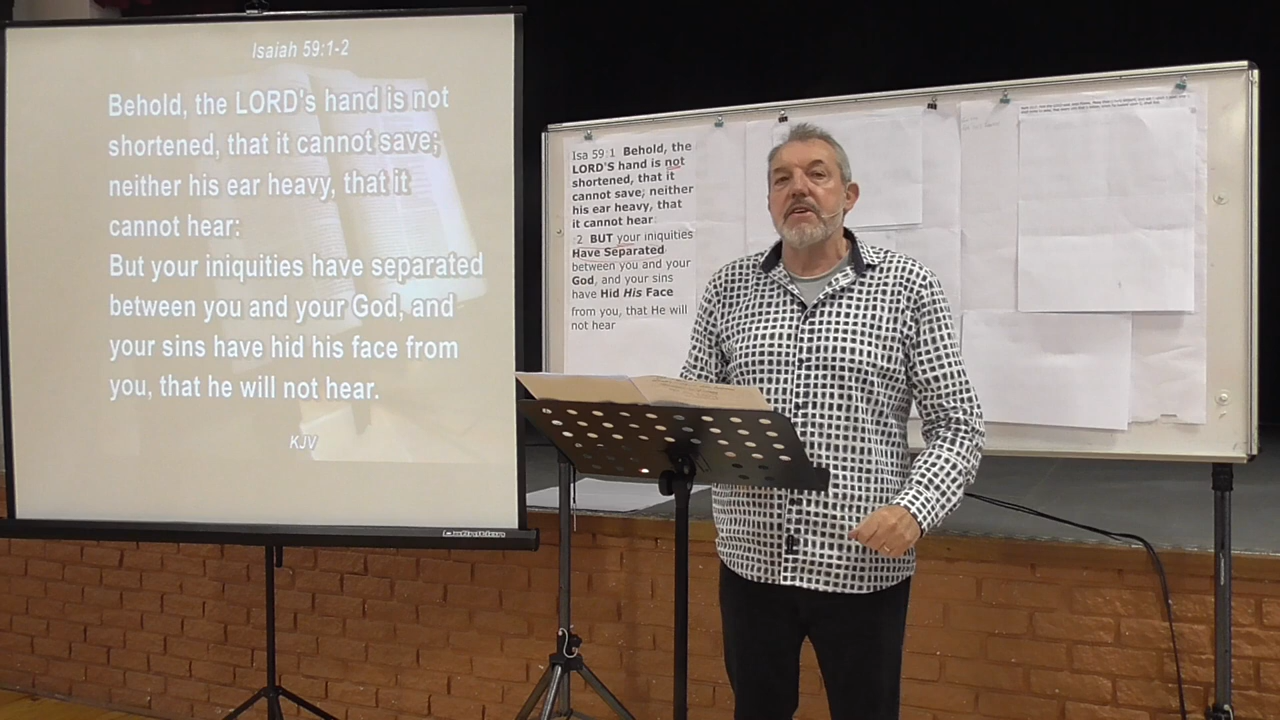 Isaiah 59:1-2
Behold, the LORD's hand is not
shortened, that it cannot save;
neither his ear heavy, that it
cannot hear:
But your iniquities have separated
between you and your God, and
your sins have hid his face from
you, that he will not hear.
KJV
Isa 59:1 Behold, the
LORD'S hand is not
shortened, that it
cannot save; neither
his ear heavy, that
it cannot hear
2 BUT your iniquities
Have Separated
between you and your
God, and your sins
have Hid His Face
from you, that He will
not hear